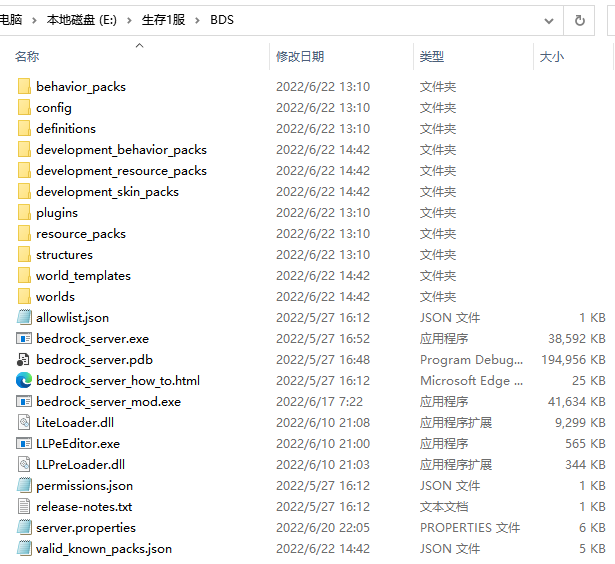 电脑 > 本地磁盘 (E:) > 生存1服 > BDS
名称 修改日期 类型 大小
behavior_packs 2022/6/22 13:10 文件夹
config 2022/6/22 13:10 文件夹
definitions 2022/6/22 13:10 文件夹
development_behavior_packs 2022/6/22 14:42 文件夹
development_resource_packs 2022/6/22 14:42 文件夹
development_skin_packs 2022/6/22 14:42 文件夹
plugins 2022/6/22 13:10 文件夹
resource_packs 2022/6/22 13:10 文件夹
structures 2022/6/22 13:10 文件夹
world_templates 2022/6/22 14:42 文件夹
worlds 2022/6/22 14:42 文件夹
allowlist.json 2022/5/27 16:12 JSON 文件 1 KB
bedrock_server.exe 2022/5/27 16:52 应用程序 38,592 KB
bedrock_server.pdb 2022/5/27 16:48 Program Debug... 194,956 KB
bedrock_server_how_to.html 2022/5/27 16:12 Microsoft Edge ... 25 KB
bedrock_server_mod.exe 2022/6/17 7:22 应用程序 41,634 KB
LiteLoader.dll 2022/6/10 21:08 应用程序扩展 9,299 KB
LLPeEditor.exe 2022/6/10 21:00 应用程序 565 KB
LLPreLoader.dll 2022/6/10 21:03 应用程序扩展 344 KB
permissions.json 2022/5/27 16:12 JSON 文件 1 KB
release-notes.txt 2022/5/27 16:12 文本文档 1 KB
server.properties 2022/6/20 22:05 PROPERTIES 文件 6 KB
valid_known_packs.json 2022/6/22 14:42 JSON 文件 5 KB